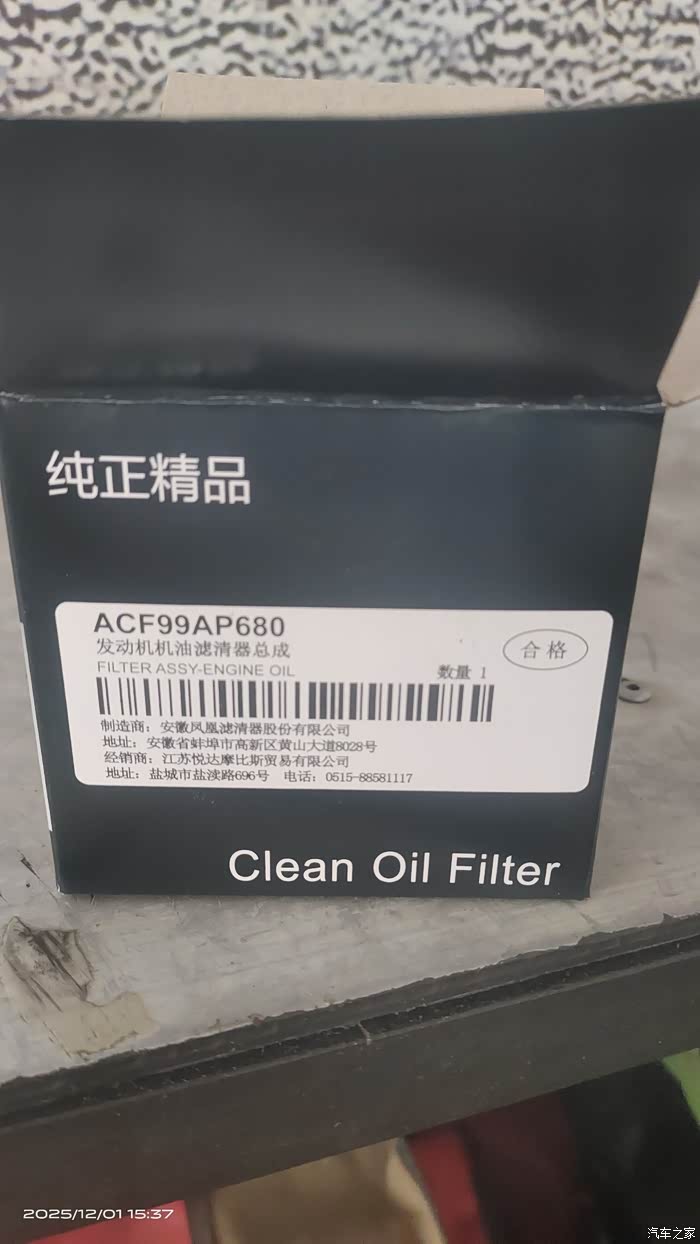 纯正精品
ACF99AP680
发动机机油滤清器总成
合格
FILTER ASSY-ENGINE OIL
数量 1
制造商：安徽凤凰滤清器股份有限公司
地址：安徽省蚌埠市高新区黄山大道8028号
经销商：江苏悦达摩比斯贸易有限公司
地址：盐城市盐渎路696号 电话：0515-88581117
Clean Oil Filter
2025/12/01 15:37
汽车之家